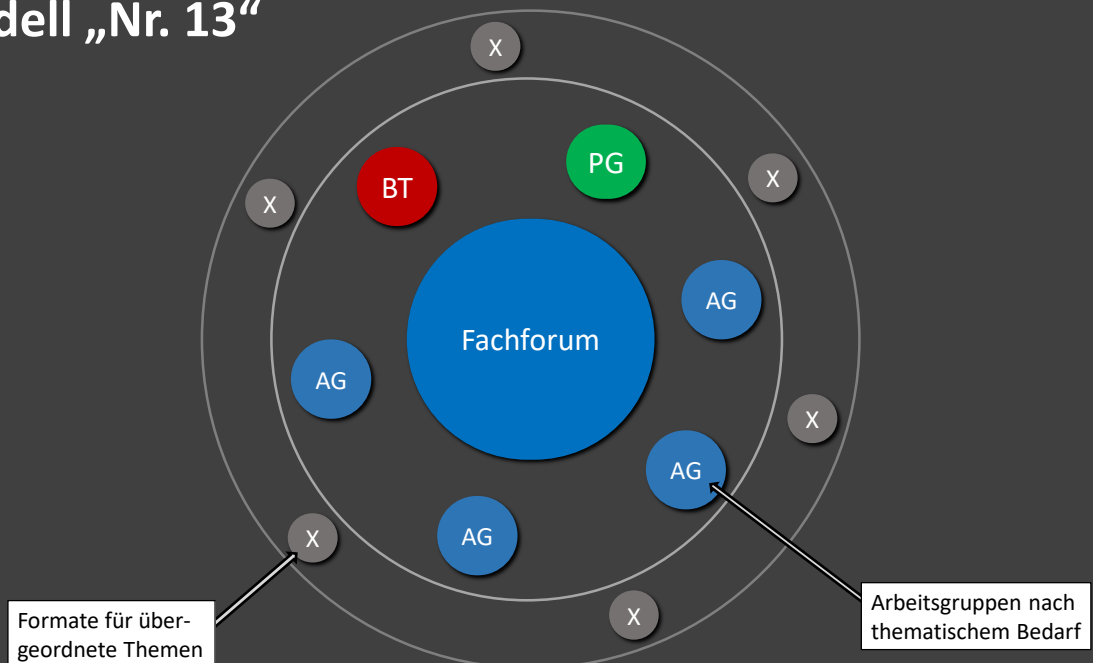 dell „Nr. 13“
X
PG
BT
X
X
AG
Fachforum
AG
X
AG
AG
X
X
Formate für über-
geordnete Themen
Arbeitsgruppen nach
thematischem Bedarf